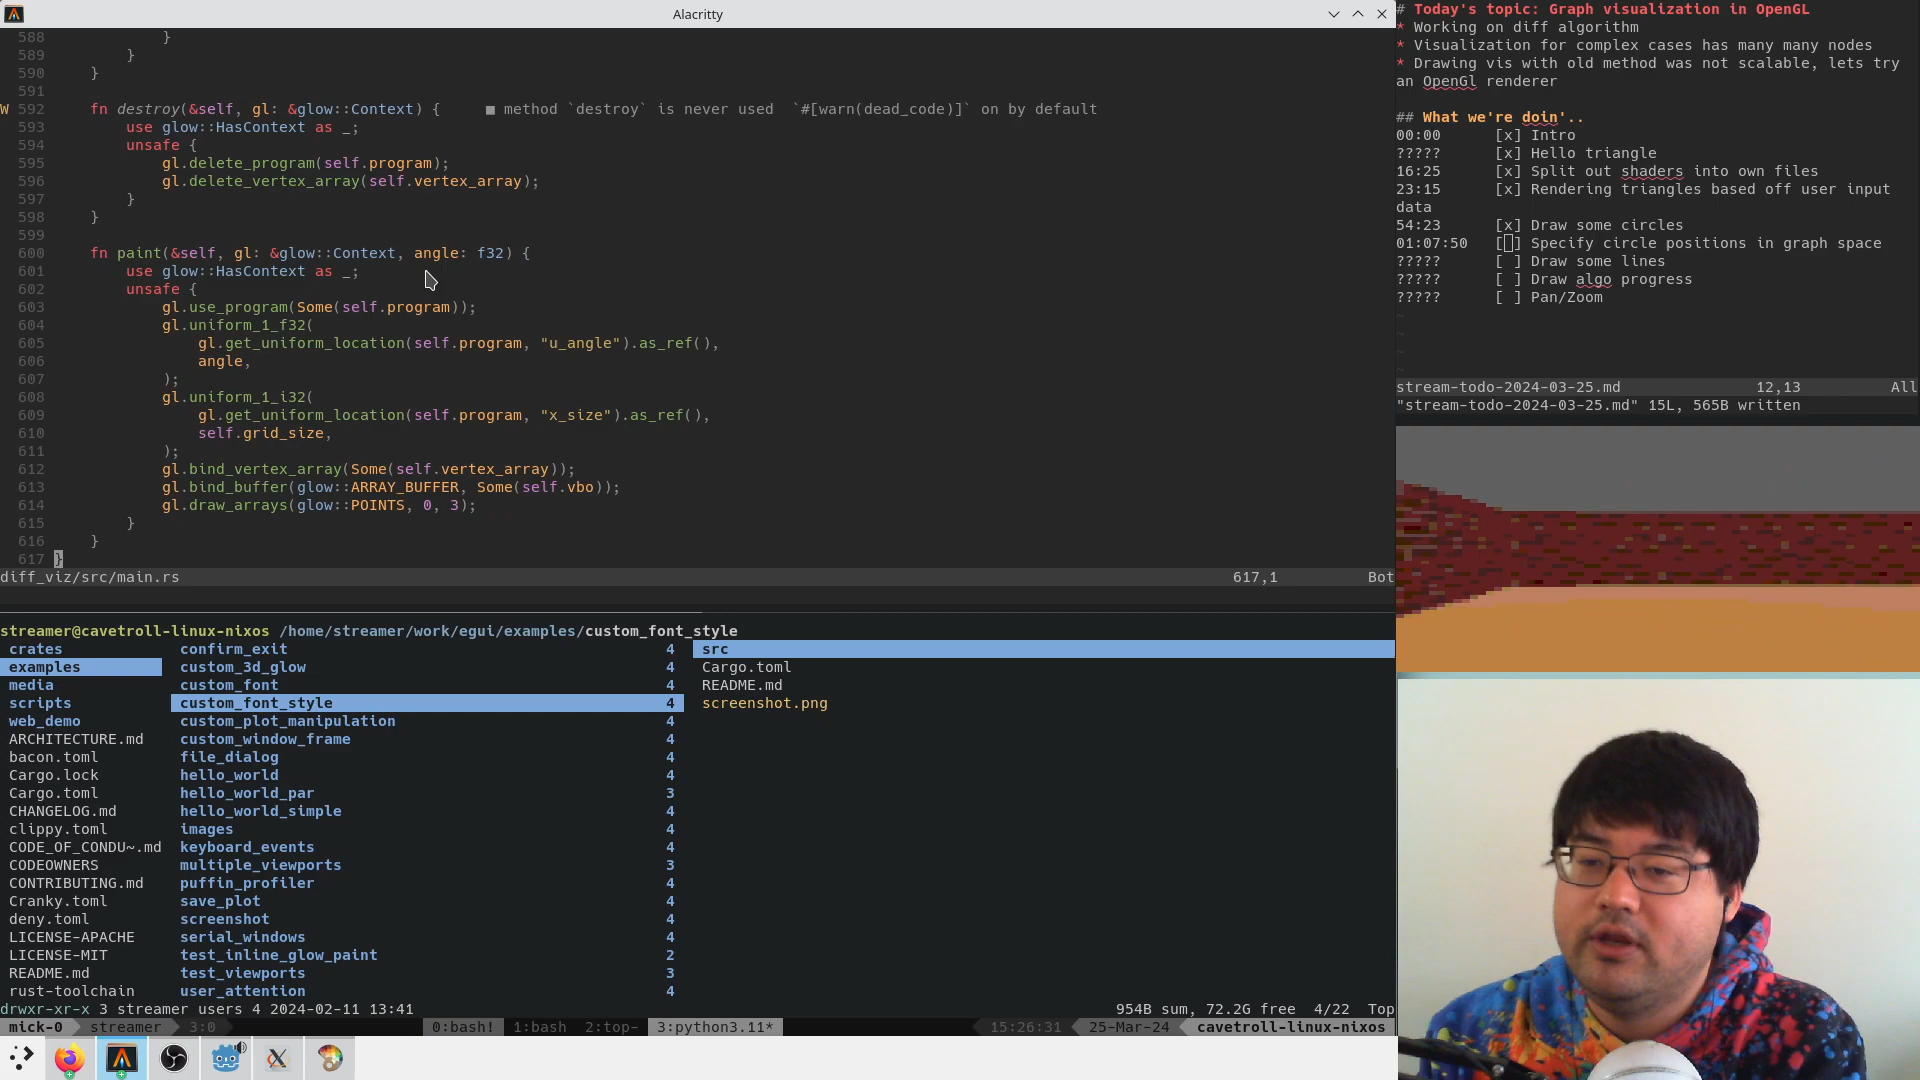 Alacritty
588             }
589         }
590     }
591
W 592     fn destroy(&self, gl: &glow::Context) {     ■ method `destroy` is never used  `#[warn(dead_code)]` on by default
593         use glow::HasContext as _;
594         unsafe {
595             gl.delete_program(self.program);
596             gl.delete_vertex_array(self.vertex_array);
597         }
598     }
599
600     fn paint(&self, gl: &glow::Context, angle: f32) {
601         use glow::HasContext as _;
602         unsafe {
603             gl.use_program(Some(self.program));
604             gl.uniform_1_f32(
605                 gl.get_uniform_location(self.program, "u_angle").as_ref(),
606                 angle,
607             );
608             gl.uniform_1_i32(
609                 gl.get_uniform_location(self.program, "x_size").as_ref(),
610                 self.grid_size,
611             );
612             gl.bind_vertex_array(Some(self.vertex_array));
613             gl.bind_buffer(glow::ARRAY_BUFFER, Some(self.vbo));
614             gl.draw_arrays(glow::POINTS, 0, 3);
615         }
616     }
617 }
diff_viz/src/main.rs 617,1 Bot
streamer@cavetroll-linux-nixos /home/streamer/work/egui/examples/custom_font_style
crates confirm_exit 4 src
examples custom_3d_glow 4 Cargo.toml
media custom_font 4 README.md
scripts custom_font_style 4 screenshot.png
web_demo custom_plot_manipulation 4
ARCHITECTURE.md custom_window_frame 4
bacon.toml file_dialog 4
Cargo.lock hello_world 4
Cargo.toml hello_world_par 3
CHANGELOG.md hello_world_simple 4
clippy.toml images 4
CODE_OF_CONDU~.md keyboard_events 4
CODEOWNERS multiple_viewports 3
CONTRIBUTING.md puffin_profiler 4
Cranky.toml save_plot 4
deny.toml screenshot 4
LICENSE-APACHE serial_windows 4
LICENSE-MIT test_inline_glow_paint 2
README.md test_viewports 3
rust-toolchain user_attention 4
drwxr-xr-x 3 streamer users 4 2024-02-11 13:41 954B sum, 72.2G free  4/22  Top
mick-0 streamer 3:0 0:bash! 1:bash 2:top- 3:python3.11* 15:26:31 25-Mar-24 cavetroll-linux-nixos
# Today's topic: Graph visualization in OpenGL
* Working on diff algorithm
* Visualization for complex cases has many many nodes
* Drawing vis with old method was not scalable, lets try
an OpenGl renderer
## What we're doin'..
00:00      [x] Intro
?????      [x] Hello triangle
16:25      [x] Split out shaders into own files
23:15      [x] Rendering triangles based off user input
data
54:23      [x] Draw some circles
01:07:50   [ ] Specify circle positions in graph space
?????      [ ] Draw some lines
?????      [ ] Draw algo progress
?????      [ ] Pan/Zoom
~
~
~
~
stream-todo-2024-03-25.md 12,13 All
"stream-todo-2024-03-25.md" 15L, 565B written